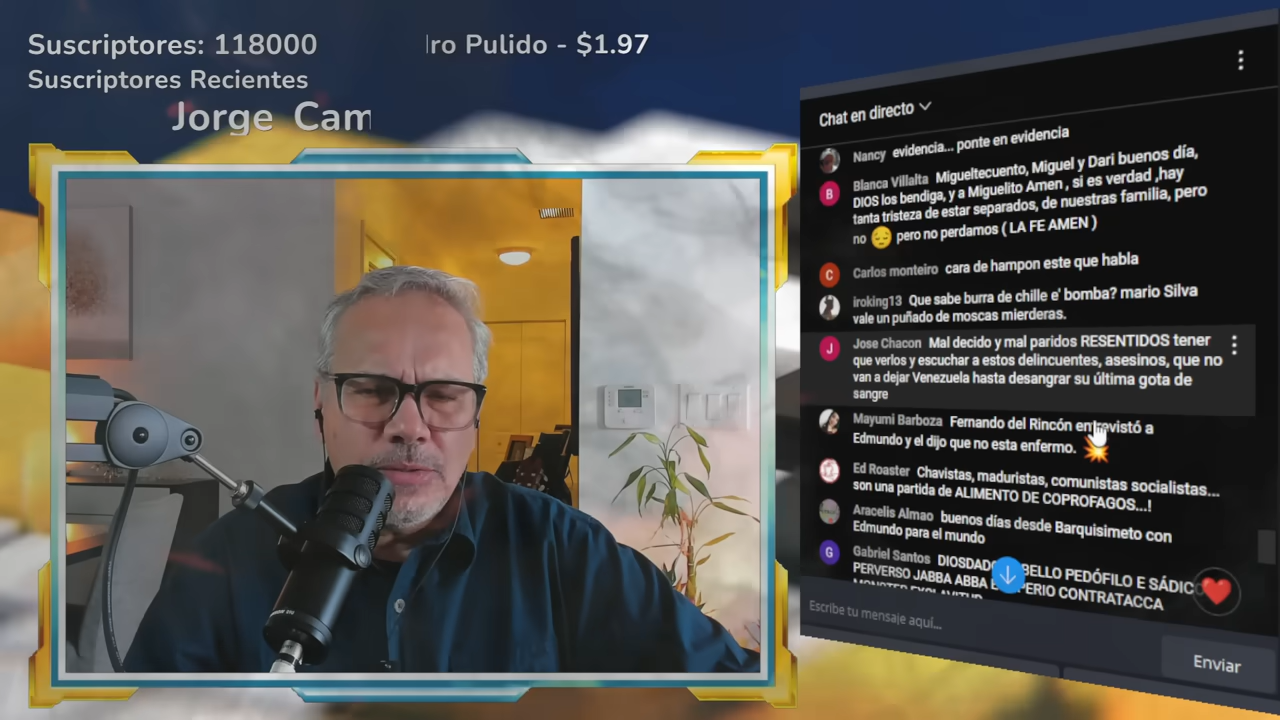 Suscriptores: 118000
Suscriptores Recientes
Jorge Cam
ro Pulido - $1.97
Chat en directo
Nancy evidencia... ponte en evidencia
Blanca Villalta Migueltecuento, Miguel y Dari buenos día,
DIOS los bendiga, y a Miguelito Amen , si es verdad ,hay
tanta tristeza de estar separados, de nuestras familia, pero
no 😔 pero no perdamos ( LA FE AMEN )
Carlos monteiro cara de hampon este que habla
iroking13 Que sabe burra de chille e' bomba? mario Silva
vale un puñado de moscas mierderas.
Jose Chacon Mal decido y mal paridos RESENTIDOS tener
que verlos y escuchar a estos delincuentes, asesinos, que no
van a dejar Venezuela hasta desangrar su última gota de
sangre
Mayumi Barboza Fernando del Rincón entrevistó a
Edmundo y el dijo que no esta enfermo. 💥
Ed Roaster Chavistas, maduristas, comunistas socialistas...
son una partida de ALIMENTO DE COPROFAGOS...!
Aracelis Almao buenos días desde Barquisimeto con
Edmundo para el mundo
Gabriel Santos DIOSDADO BELLO PEDÓFILO E SÁDICO
PERVERSO JABBA ABBA PERIO CONTRATACCA
Escribe tu mensaje aquí...
Enviar